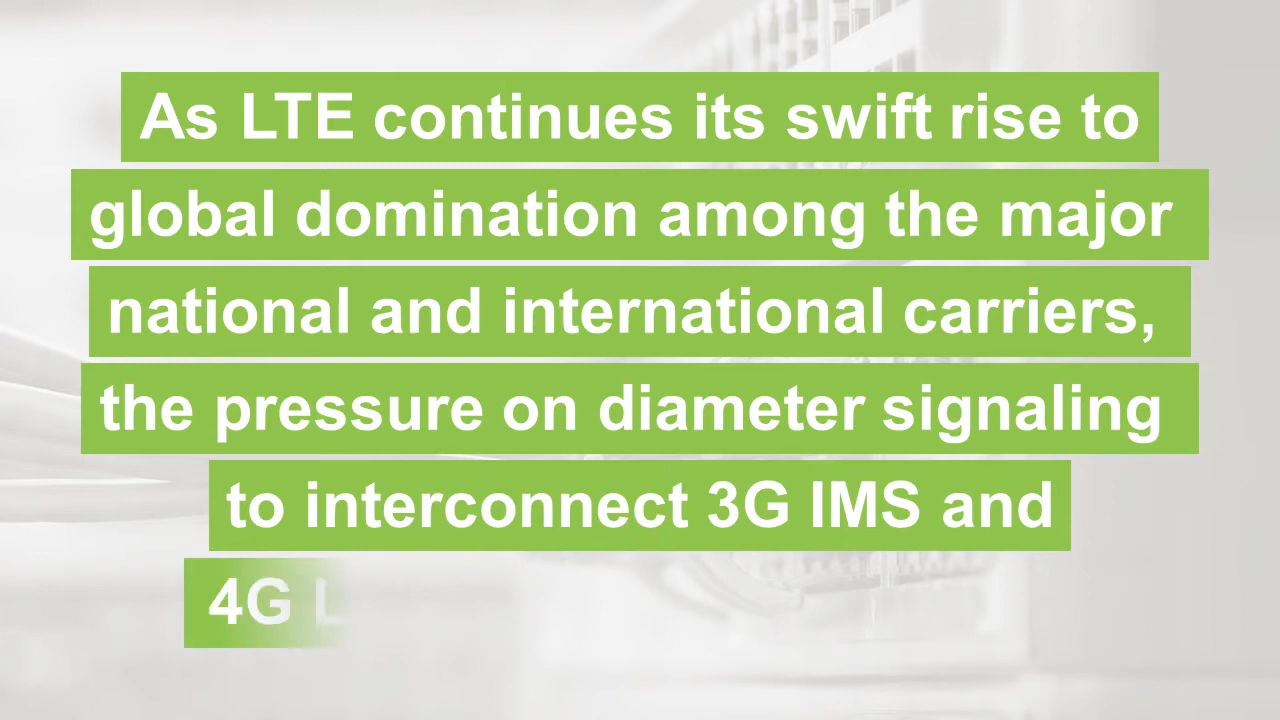 As LTE continues its swift rise to
global domination among the major
national and international carriers,
the pressure on diameter signaling
to interconnect 3G IMS and
4G